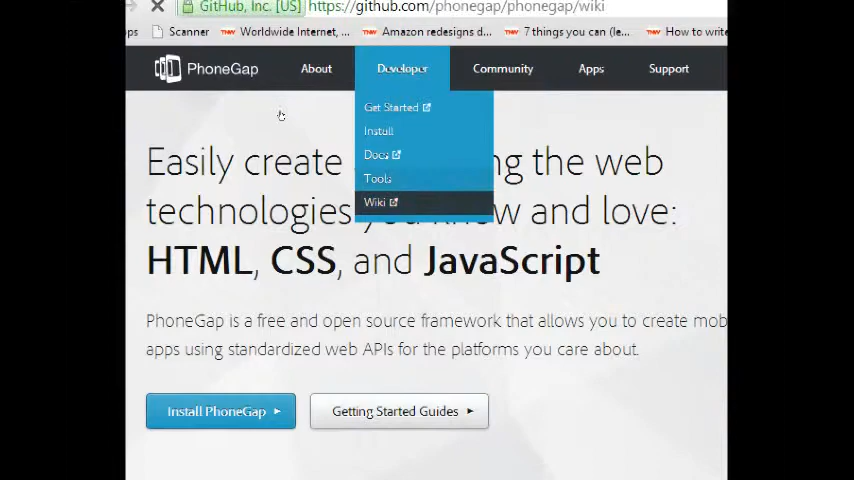 GitHub, Inc. [US] https://github.com/phonegap/phonegap/wiki
ps Scanner Worldwide Internet, ... Amazon redesigns d... 7 things you can (le... How to write
PhoneGap About Developer Community Apps Support
Get Started
Install
Docs
Tools
Wiki
Easily create ng the web
technologies you know and love:
HTML, CSS, and JavaScript
PhoneGap is a free and open source framework that allows you to create mob
apps using standardized web APIs for the platforms you care about.
Install PhoneGap Getting Started Guides